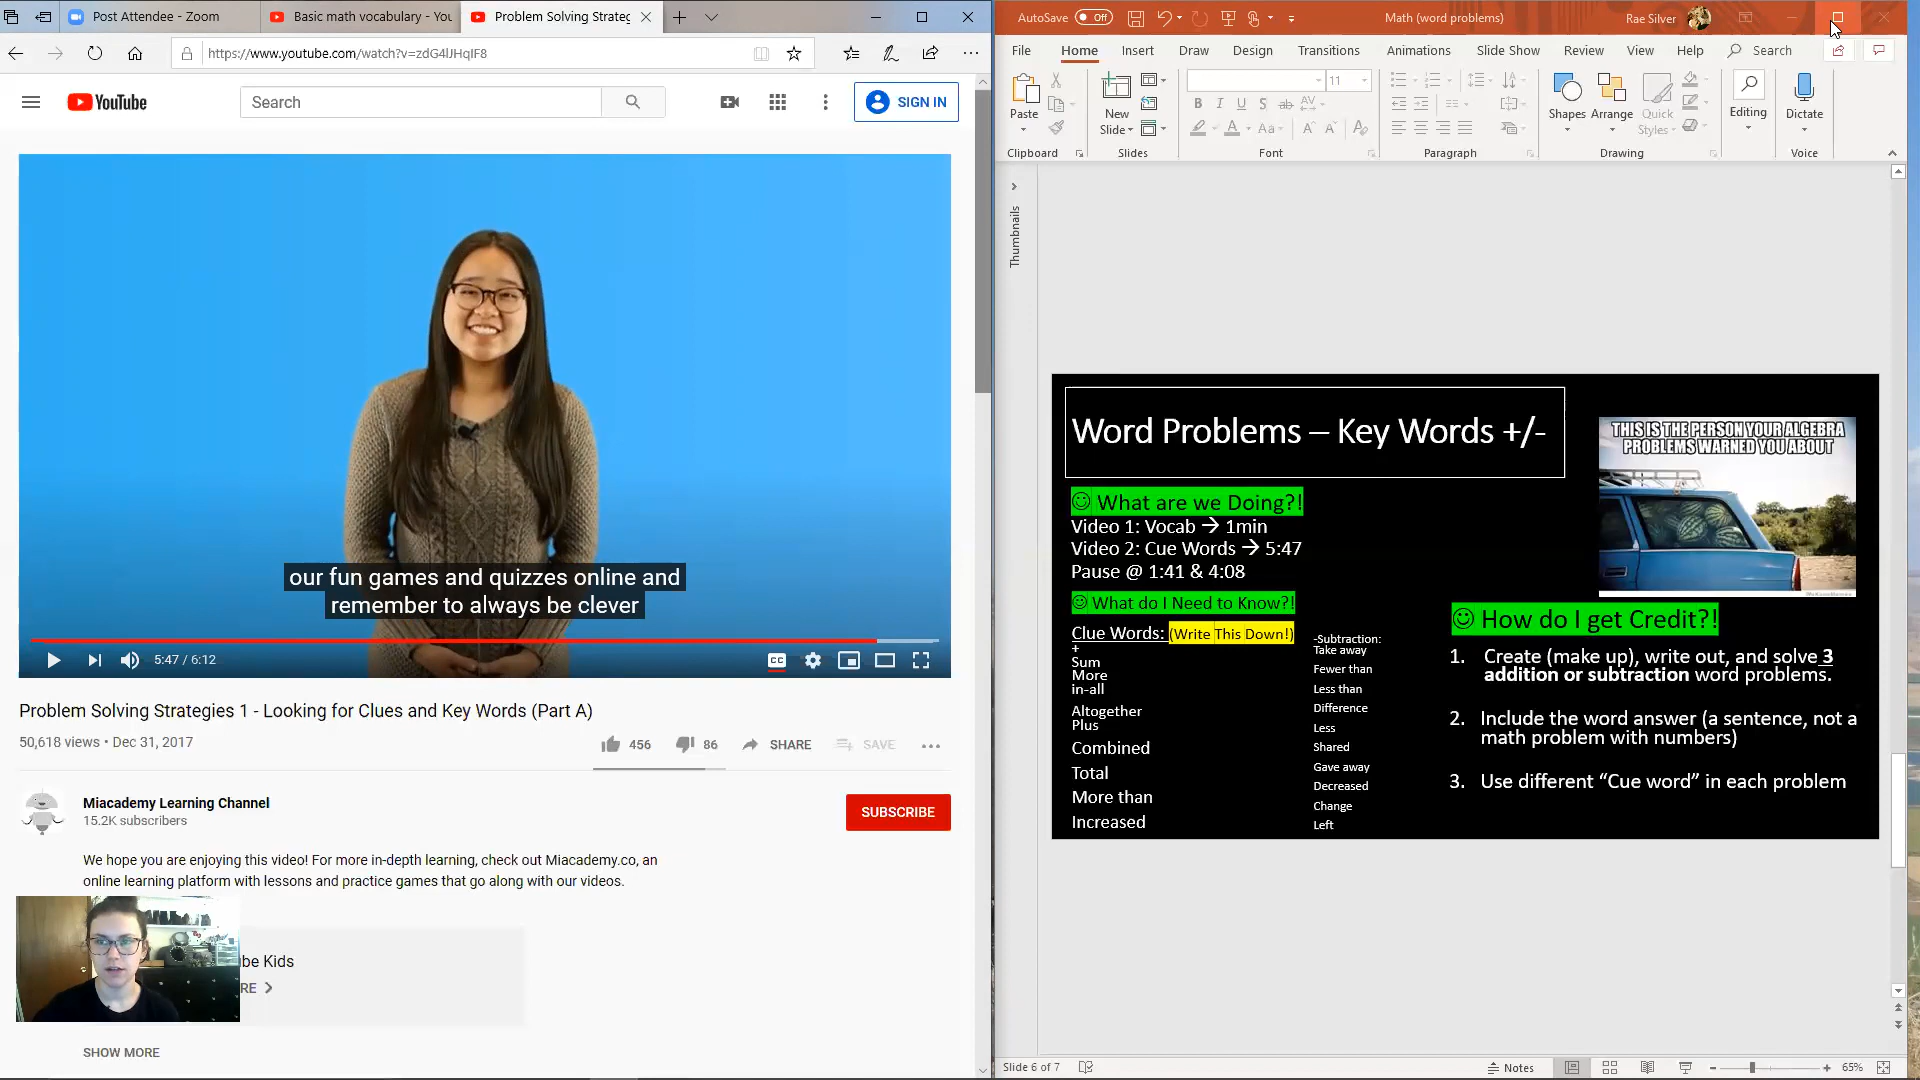 Post Attendee - Zoom
Basic math vocabulary - You
Problem Solving Strateg
https://www.youtube.com/watch?v=zdG4lJHqIF8
YouTube
Search
SIGN IN
our fun games and quizzes online and
remember to always be clever
5:47 / 6:12
CC
Problem Solving Strategies 1 - Looking for Clues and Key Words (Part A)
50,618 views • Dec 31, 2017
456
86
SHARE
SAVE
Miacademy Learning Channel
15.2K subscribers
SUBSCRIBE
We hope you are enjoying this video! For more in-depth learning, check out Miacademy.co, an
online learning platform with lessons and practice games that go along with our videos.
be Kids
RE
SHOW MORE
AutoSave Off
Math (word problems)
Rae Silver
File Home Insert Draw Design Transitions Animations Slide Show Review View Help Search
Paste
New
Slide
11
B I U S ab AV
A Aa A A A
Shapes Arrange Quick
Styles
Editing
Dictate
Clipboard Slides Font Paragraph Drawing Voice
Thumbnails
Word Problems – Key Words +/-
THIS IS THE PERSON YOUR ALGEBRA
PROBLEMS WARNED YOU ABOUT
☺ What are we Doing?!
Video 1: Vocab → 1min
Video 2: Cue Words → 5:47
Pause @ 1:41 & 4:08
☺ What do I Need to Know?!
Clue Words: (Write This Down!)
+
Sum
More
in-all
Altogether
Plus
Combined
Total
More than
Increased
-Subtraction:
Take away
Fewer than
Less than
Difference
Less
Shared
Gave away
Decreased
Change
Left
☺ How do I get Credit?!
1. Create (make up), write out, and solve 3
addition or subtraction word problems.
2. Include the word answer (a sentence, not a
math problem with numbers)
3. Use different “Cue word” in each problem
Slide 6 of 7
Notes
65%